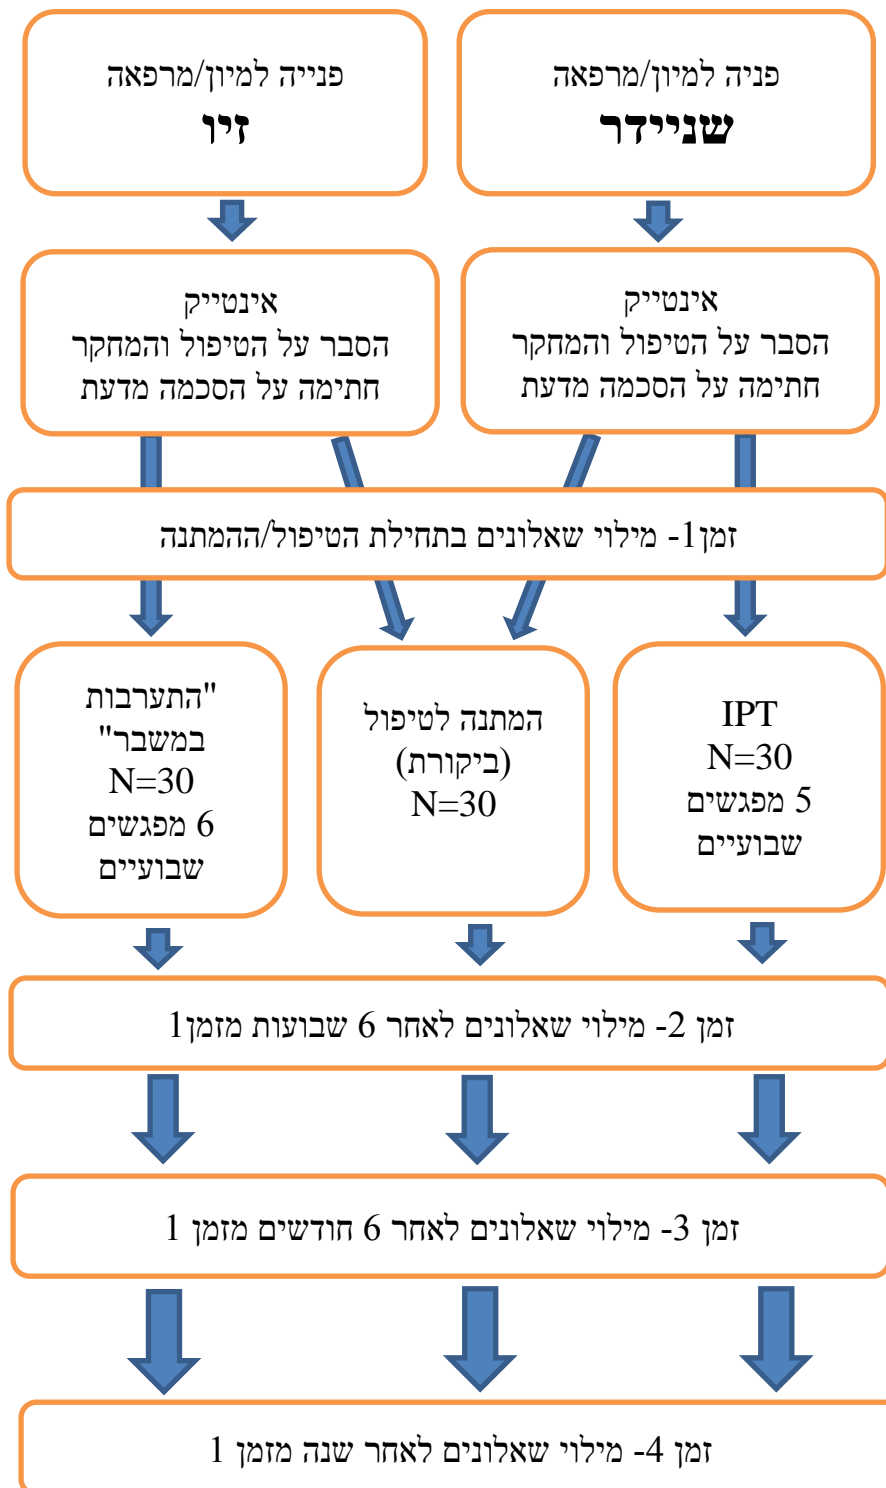 פניה למיון/מרפאה
שניידר
פנייה למיון/מרפאה
זיו
אינטייק
הסבר על הטיפול והמחקר
חתימה על הסכמה מדעת
אינטייק
הסבר על הטיפול והמחקר
חתימה על הסכמה מדעת
זמן1- מילוי שאלונים בתחילת הטיפול/ההמתנה
IPT
N=30
5 מפגשים
שבועיים
המתנה לטיפול
(ביקורת)
N=30
"התערבות
במשבר"
N=30
6 מפגשים
שבועיים
זמן 2- מילוי שאלונים לאחר 6 שבועות מזמן1
זמן 3- מילוי שאלונים לאחר 6 חודשים מזמן 1
זמן 4- מילוי שאלונים לאחר שנה מזמן 1